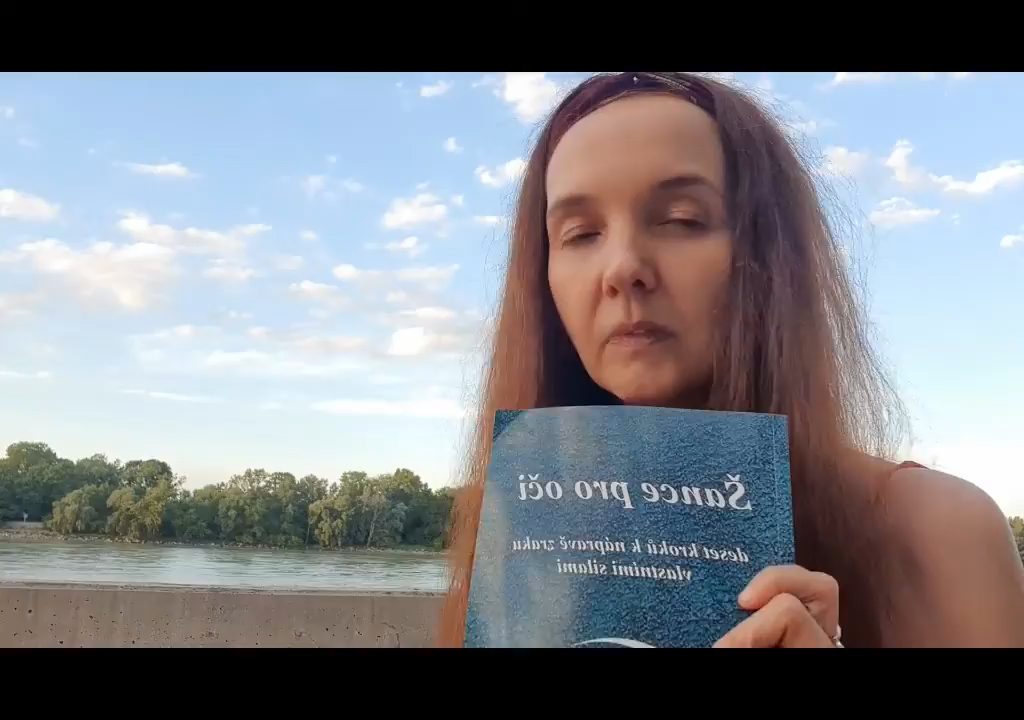 Šance pro oči
deset kroků k nápravě zraku
vlastními silami